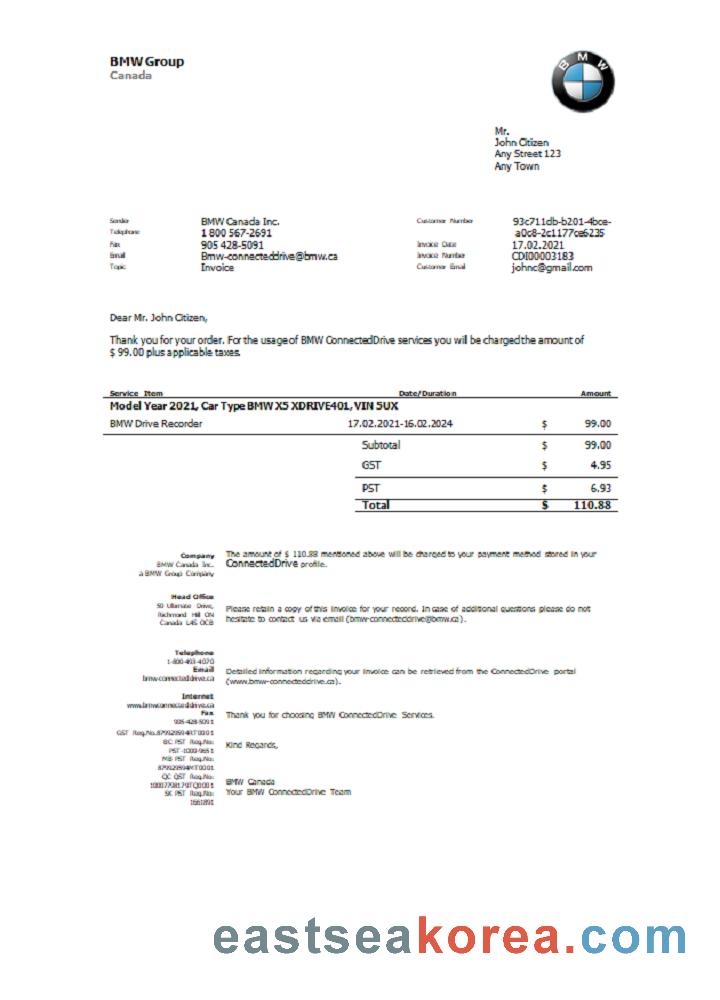 BMW Group
Canada
BMW
Mr.
John Citizen
Any Street 123
Any Town
Sender BMW Canada Inc. Customer Number 93c711db-b201-4bce-
Telephone 1 800 567-2691 a0c8-2c1177ce6235
Fax 905 428-5091 Invoice Date 17.02.2021
Email Bmw-connecteddrive@bmw.ca Invoice Number CDI00003183
Topic Invoice Customer Email johnc@gmail.com
Dear Mr. John Citizen,
Thank you for your order. For the usage of BMW ConnectedDrive services you will be charged the amount of
$ 99.00 plus applicable taxes.
Service Item Date/Duration Amount
Model Year 2021, Car Type BMW X5 XDRIVE40I, VIN 5UX
BMW Drive Recorder 17.02.2021-16.02.2024 $ 99.00
Subtotal $ 99.00
GST $ 4.95
PST $ 6.93
Total $ 110.88
Company
BMW Canada Inc.
a BMW Group Company
The amount of $ 110.88 mentioned above will be charged to your payment method stored in your
ConnectedDrive profile.
Head Office
50 Ultimate Drive,
Richmond Hill ON
Canada L4S 0C8
Please retain a copy of this invoice for your record. In case of additional questions please do not
hesitate to contact us via email (bmw-connecteddrive@bmw.ca).
Telephone
1-800-493-4070
Email
bmw-connecteddrive.ca
Detailed information regarding your invoice can be retrieved from the ConnectedDrive portal
(www.bmw-connecteddrive.ca).
Internet
www.bmwconnecteddrive.ca
Fax
905-428-5091
Thank you for choosing BMW ConnectedDrive Services.
GST Reg.No:
BC PST Reg.No:
PST -1000-9651
MB PST Reg.No:
QC QST Reg.No:
SK PST Reg.No:
1661891
Kind Regards,
BMW Canada
Your BMW ConnectedDrive Team
eastseakorea.com